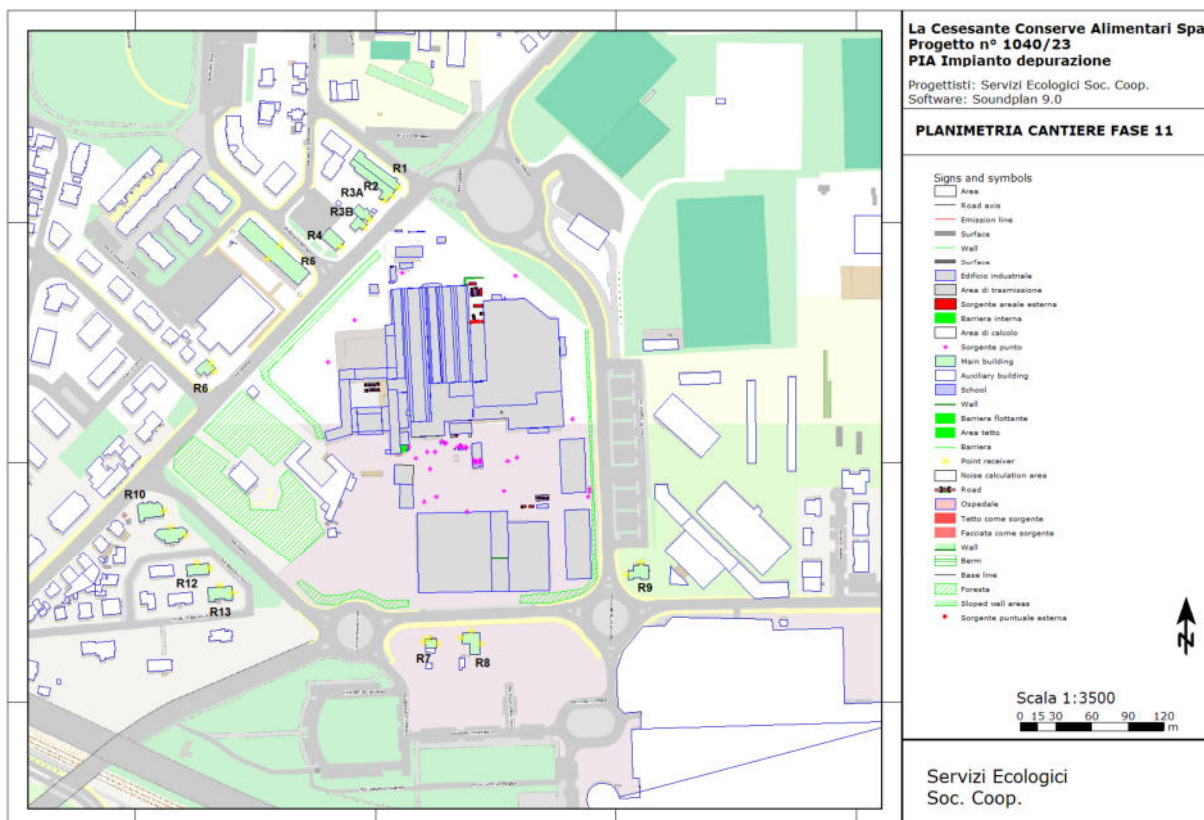 La Cesesante Conserve Alimentari Spa
Progetto n° 1040/23
PIA Impianto depurazione
Progettisti: Servizi Ecologici Soc. Coop.
Software: Soundplan 9.0
PLANIMETRIA CANTIERE FASE 11
Signs and symbols
Area
Road axis
Emission line
Surface
Wall
Surface
Edificio industriale
Area di trasmissione
Sorgente areale esterna
Barriera interna
Area di calcolo
Sorgente punto
Main building
Auxiliary building
School
Wall
Barriera flottante
Area tetto
Barriera
Point receiver
Noise calculation area
Road
Ospedale
Tetto come sorgente
Facciata come sorgente
Wall
Berm
Base line
Foresta
Sloped wall areas
Sorgente puntuale esterna
N
Scala 1:3500
0 15 30 60 90 120
m
Servizi Ecologici
Soc. Coop.
R1
R2
R3A
R3B
R4
R5
R6
R10
R12
R13
R7
R8
R9